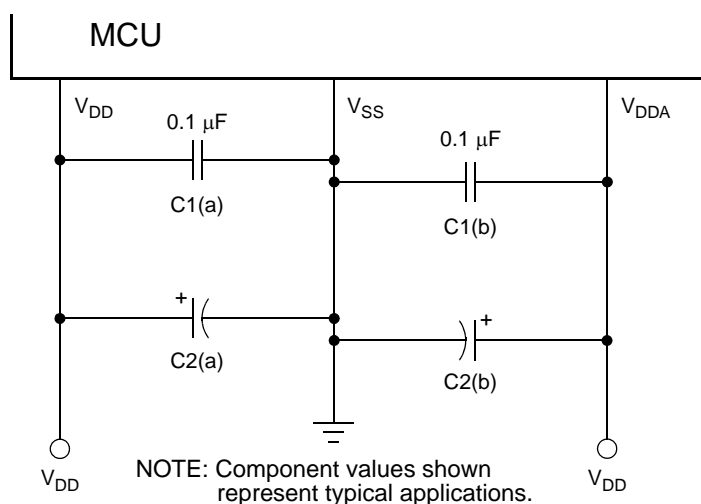 MCU
VDD
VSS
VDDA
0.1 µF
0.1 µF
C1(a)
C1(b)
+
+
C2(a)
C2(b)
VDD
NOTE: Component values shown
represent typical applications.
VDD